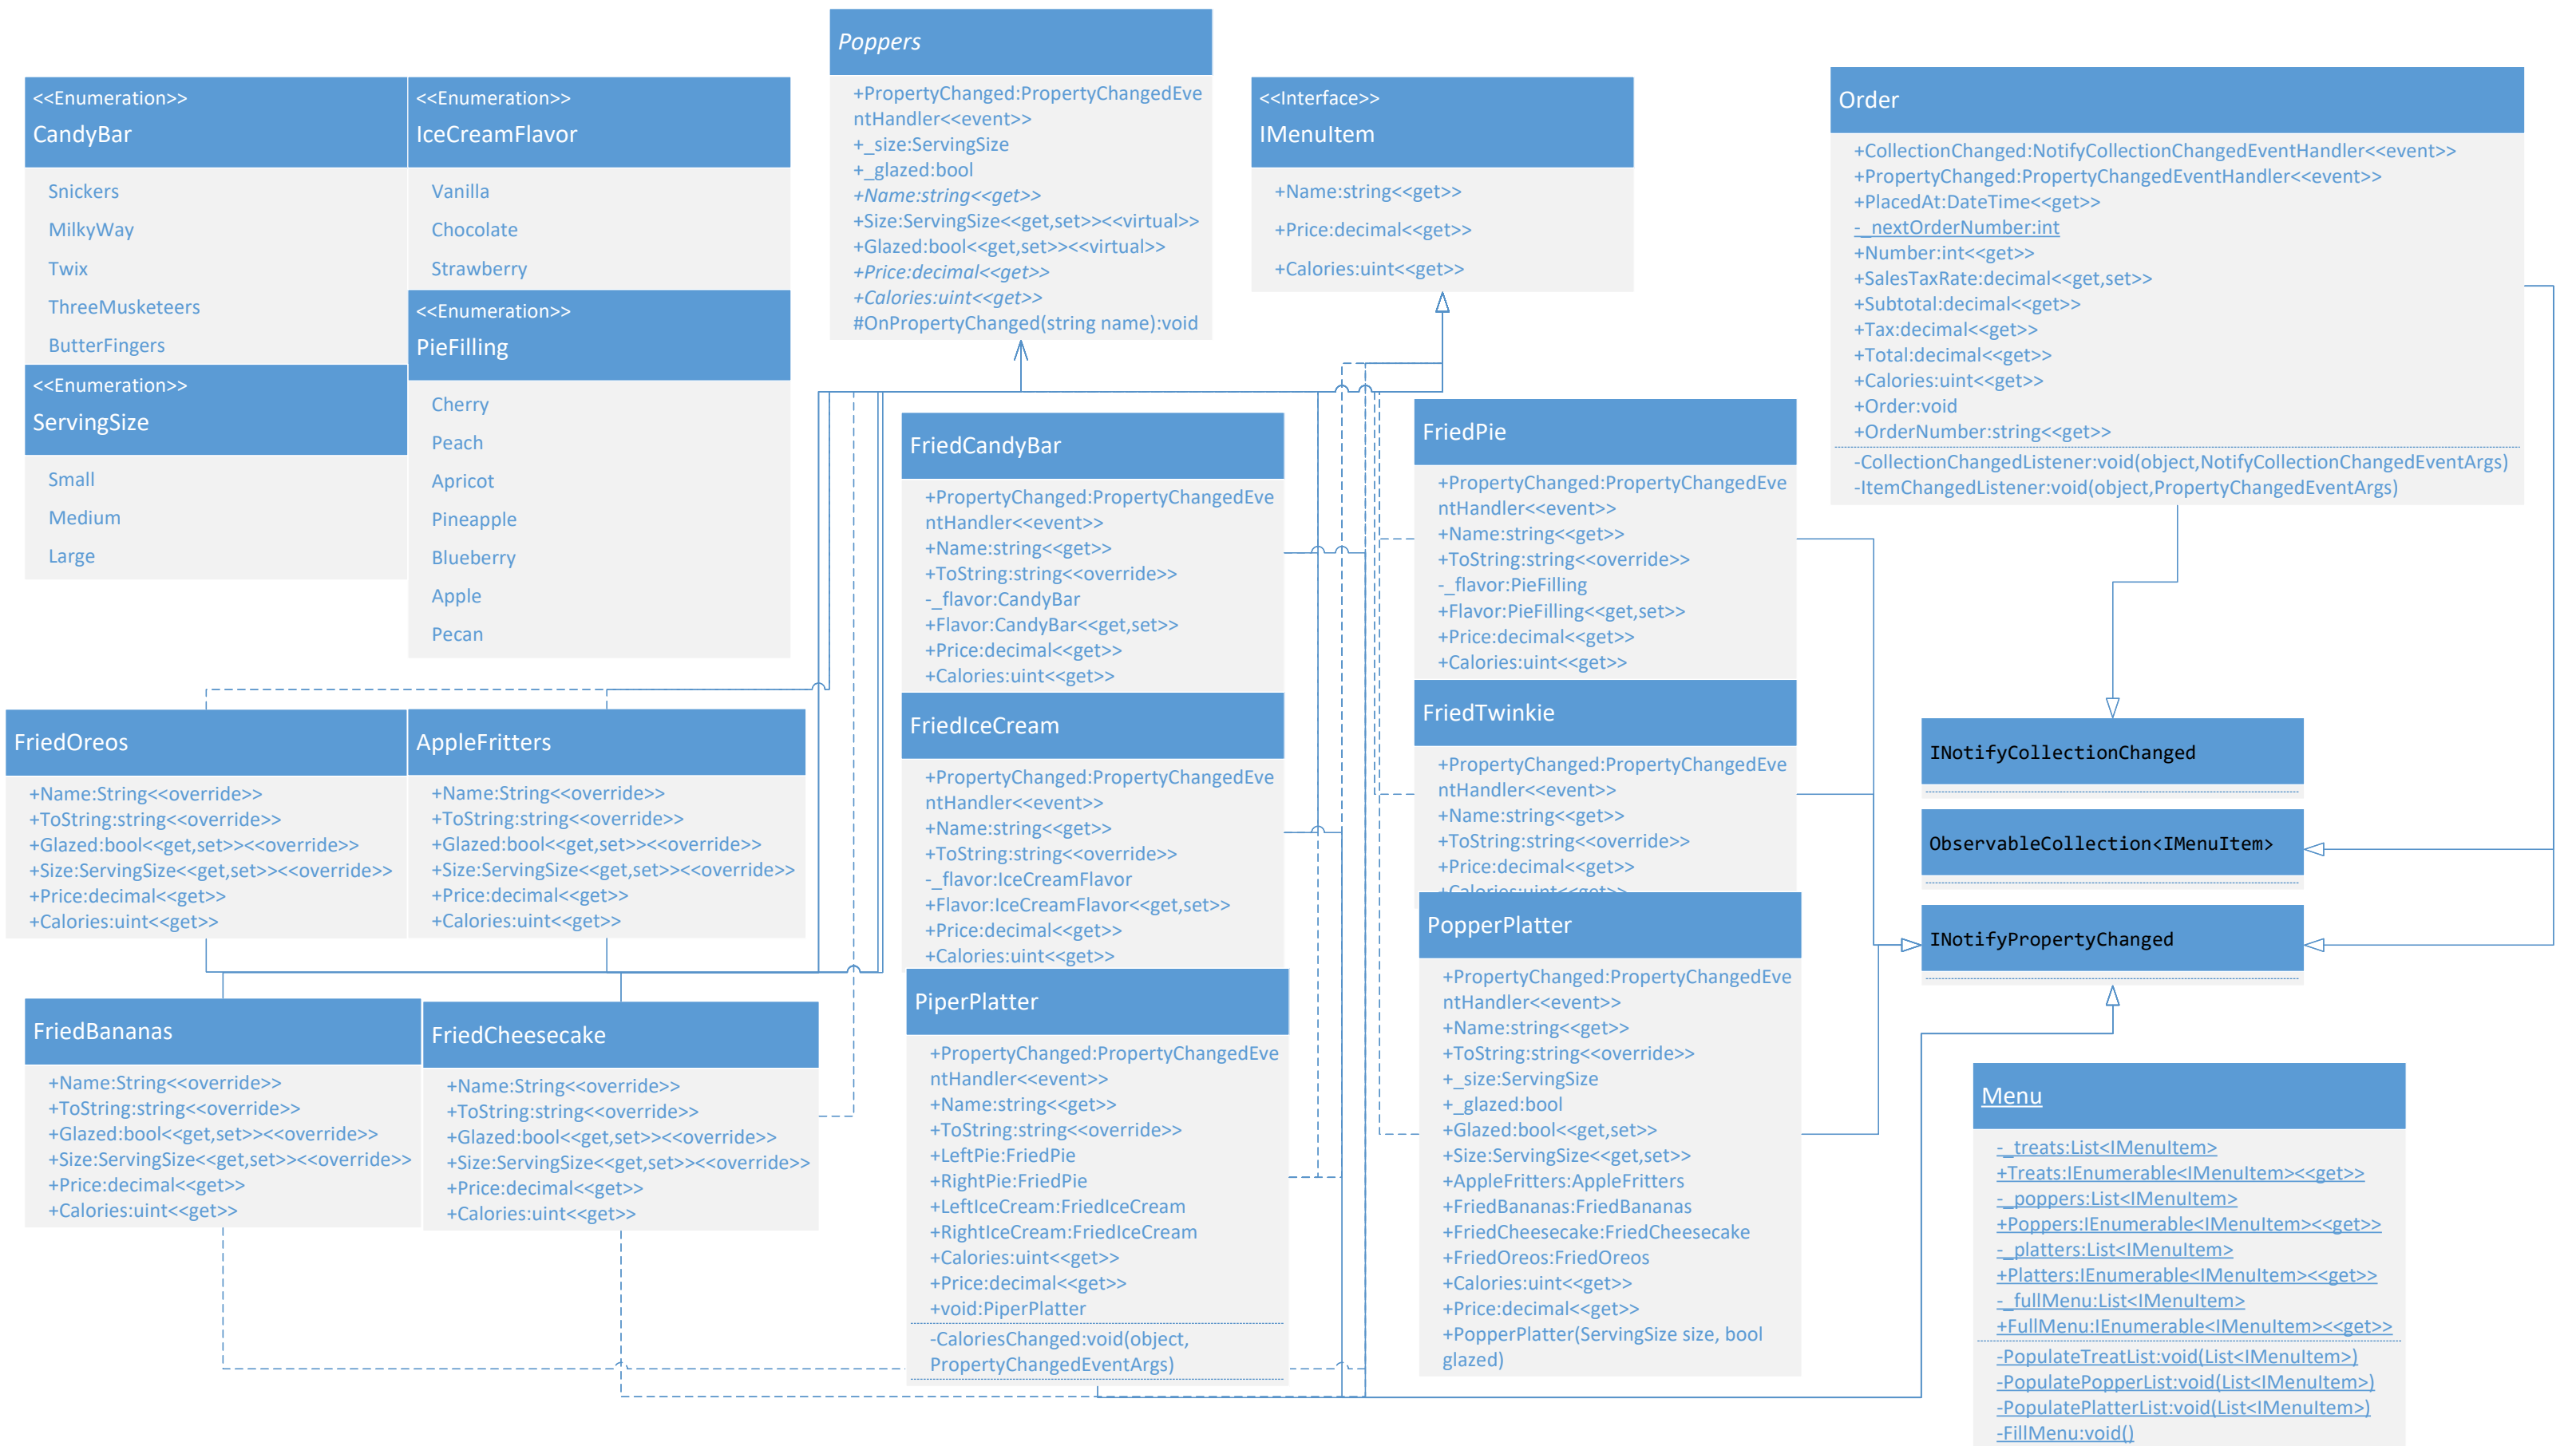 Poppers
+PropertyChanged:PropertyChangedEve
ntHandler<<event>>
+_size:ServingSize
+_glazed:bool
+Name:string<<get>>
+Size:ServingSize<<get,set>><<virtual>>
+Glazed:bool<<get,set>><<virtual>>
+Price:decimal<<get>>
+Calories:uint<<get>>
#OnPropertyChanged(string name):void
<<Enumeration>>
CandyBar
Snickers
MilkyWay
Twix
ThreeMusketeers
ButterFingers
<<Enumeration>>
ServingSize
Small
Medium
Large
<<Enumeration>>
IceCreamFlavor
Vanilla
Chocolate
Strawberry
<<Enumeration>>
PieFilling
Cherry
Peach
Apricot
Pineapple
Blueberry
Apple
Pecan
<<Interface>>
IMenuItem
+Name:string<<get>>
+Price:decimal<<get>>
+Calories:uint<<get>>
Order
+CollectionChanged:NotifyCollectionChangedEventHandler<<event>>
+PropertyChanged:PropertyChangedEventHandler<<event>>
+PlacedAt:DateTime<<get>>
-_nextOrderNumber:int
+Number:int<<get>>
+SalesTaxRate:decimal<<get,set>>
+Subtotal:decimal<<get>>
+Tax:decimal<<get>>
+Total:decimal<<get>>
+Calories:uint<<get>>
+Order:void
+OrderNumber:string<<get>>
-CollectionChangedListener:void(object,NotifyCollectionChangedEventArgs)
-ItemChangedListener:void(object,PropertyChangedEventArgs)
FriedCandyBar
+PropertyChanged:PropertyChangedEve
ntHandler<<event>>
+Name:string<<get>>
+ToString:string<<override>>
-_flavor:CandyBar
+Flavor:CandyBar<<get,set>>
+Price:decimal<<get>>
+Calories:uint<<get>>
FriedPie
+PropertyChanged:PropertyChangedEve
ntHandler<<event>>
+Name:string<<get>>
+ToString:string<<override>>
-_flavor:PieFilling
+Flavor:PieFilling<<get,set>>
+Price:decimal<<get>>
+Calories:uint<<get>>
FriedOreos
+Name:String<<override>>
+ToString:string<<override>>
+Glazed:bool<<get,set>><<override>>
+Size:ServingSize<<get,set>><<override>>
+Price:decimal<<get>>
+Calories:uint<<get>>
AppleFritters
+Name:String<<override>>
+ToString:string<<override>>
+Glazed:bool<<get,set>><<override>>
+Size:ServingSize<<get,set>><<override>>
+Price:decimal<<get>>
+Calories:uint<<get>>
FriedIceCream
+PropertyChanged:PropertyChangedEve
ntHandler<<event>>
+Name:string<<get>>
+ToString:string<<override>>
-_flavor:IceCreamFlavor
+Flavor:IceCreamFlavor<<get,set>>
+Price:decimal<<get>>
+Calories:uint<<get>>
FriedTwinkie
+PropertyChanged:PropertyChangedEve
ntHandler<<event>>
+Name:string<<get>>
+ToString:string<<override>>
+Price:decimal<<get>>
+Calories:uint<<get>>
INotifyCollectionChanged
ObservableCollection<IMenuItem>
INotifyPropertyChanged
FriedBananas
+Name:String<<override>>
+ToString:string<<override>>
+Glazed:bool<<get,set>><<override>>
+Size:ServingSize<<get,set>><<override>>
+Price:decimal<<get>>
+Calories:uint<<get>>
FriedCheesecake
+Name:String<<override>>
+ToString:string<<override>>
+Glazed:bool<<get,set>><<override>>
+Size:ServingSize<<get,set>><<override>>
+Price:decimal<<get>>
+Calories:uint<<get>>
PiperPlatter
+PropertyChanged:PropertyChangedEve
ntHandler<<event>>
+Name:string<<get>>
+ToString:string<<override>>
+LeftPie:FriedPie
+RightPie:FriedPie
+LeftIceCream:FriedIceCream
+RightIceCream:FriedIceCream
+Calories:uint<<get>>
+Price:decimal<<get>>
+void:PiperPlatter
-CaloriesChanged:void(object,
PropertyChangedEventArgs)
PopperPlatter
+PropertyChanged:PropertyChangedEve
ntHandler<<event>>
+Name:string<<get>>
+ToString:string<<override>>
+_size:ServingSize
+_glazed:bool
+Glazed:bool<<get,set>>
+Size:ServingSize<<get,set>>
+AppleFritters:AppleFritters
+FriedBananas:FriedBananas
+FriedCheesecake:FriedCheesecake
+FriedOreos:FriedOreos
+Calories:uint<<get>>
+Price:decimal<<get>>
+PopperPlatter(ServingSize size, bool
glazed)
Menu
-_treats:List<IMenuItem>
+Treats:IEnumerable<IMenuItem><<get>>
-_poppers:List<IMenuItem>
+Poppers:IEnumerable<IMenuItem><<get>>
-_platters:List<IMenuItem>
+Platters:IEnumerable<IMenuItem><<get>>
-_fullMenu:List<IMenuItem>
+FullMenu:IEnumerable<IMenuItem><<get>>
-PopulateTreatList:void(List<IMenuItem>)
-PopulatePopperList:void(List<IMenuItem>)
-PopulatePlatterList:void(List<IMenuItem>)
-FillMenu:void()